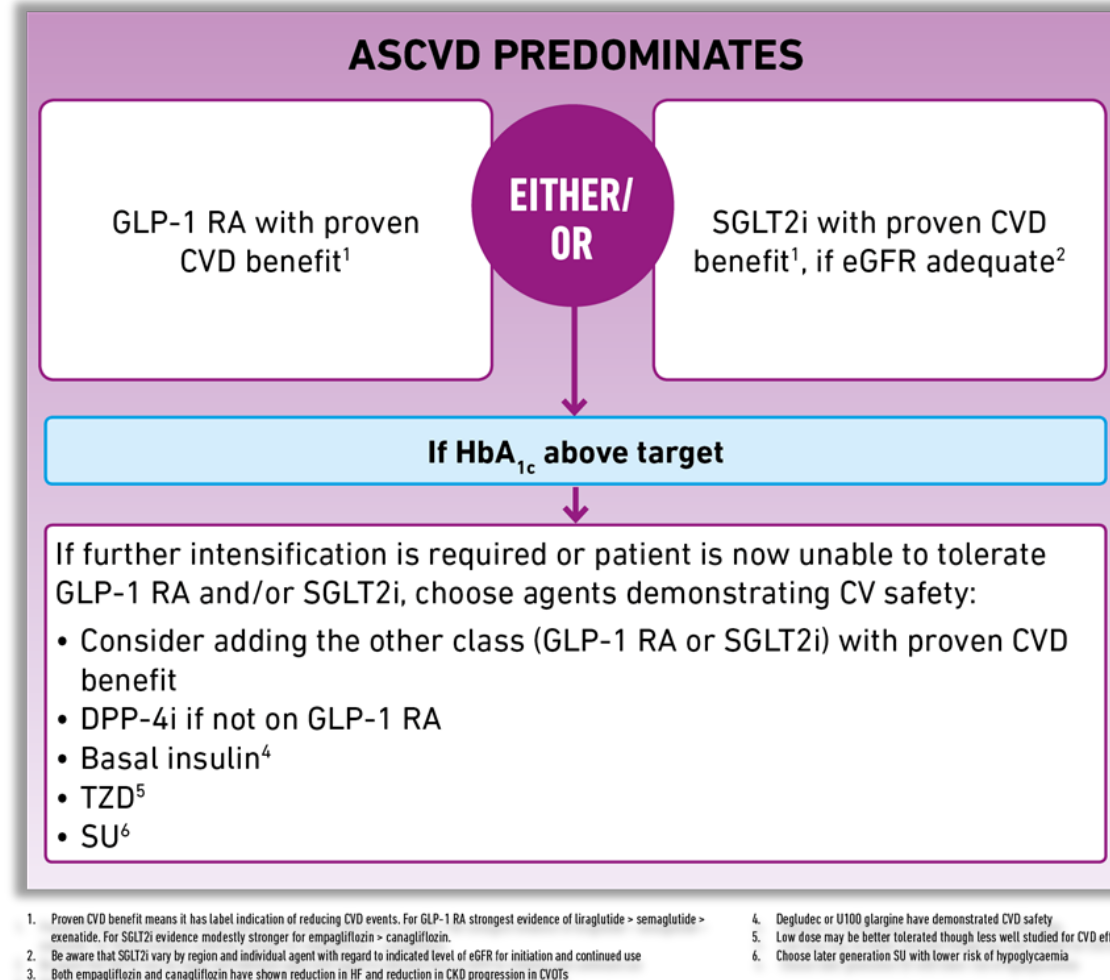 ASCVD PREDOMINATES
GLP-1 RA with proven
CVD benefit¹
EITHER/
OR
SGLT2i with proven CVD
benefit¹, if eGFR adequate²
If HbA₁c above target
If further intensification is required or patient is now unable to tolerate
GLP-1 RA and/or SGLT2i, choose agents demonstrating CV safety:
• Consider adding the other class (GLP-1 RA or SGLT2i) with proven CVD
benefit
• DPP-4i if not on GLP-1 RA
• Basal insulin⁴
• TZD⁵
• SU⁶
1. Proven CVD benefit means it has label indication of reducing CVD events. For GLP-1 RA strongest evidence of liraglutide > semaglutide >
exenatide. For SGLT2i evidence modestly stronger for empagliflozin > canagliflozin.
2. Be aware that SGLT2i vary by region and individual agent with regard to indicated level of eGFR for initiation and continued use
3. Both empagliflozin and canagliflozin have shown reduction in HF and reduction in CKD progression in CVOTs
4. Degludec or U100 glargine have demonstrated CVD safety
5. Low dose may be better tolerated though less well studied for CVD
6. Choose later generation SU with lower risk of hypoglycaemia